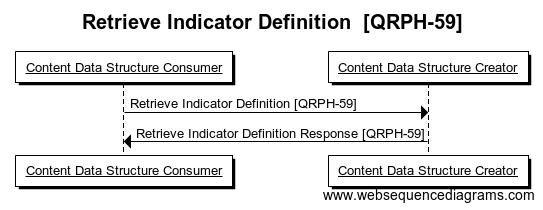 Retrieve Indicator Definition  [QRPH-59]
Content Data Structure Consumer
Content Data Structure Creator
Retrieve Indicator Definition [QRPH-59]
Retrieve Indicator Definition Response [QRPH-59]
Content Data Structure Consumer
Content Data Structure Creator
www.websequencediagrams.com